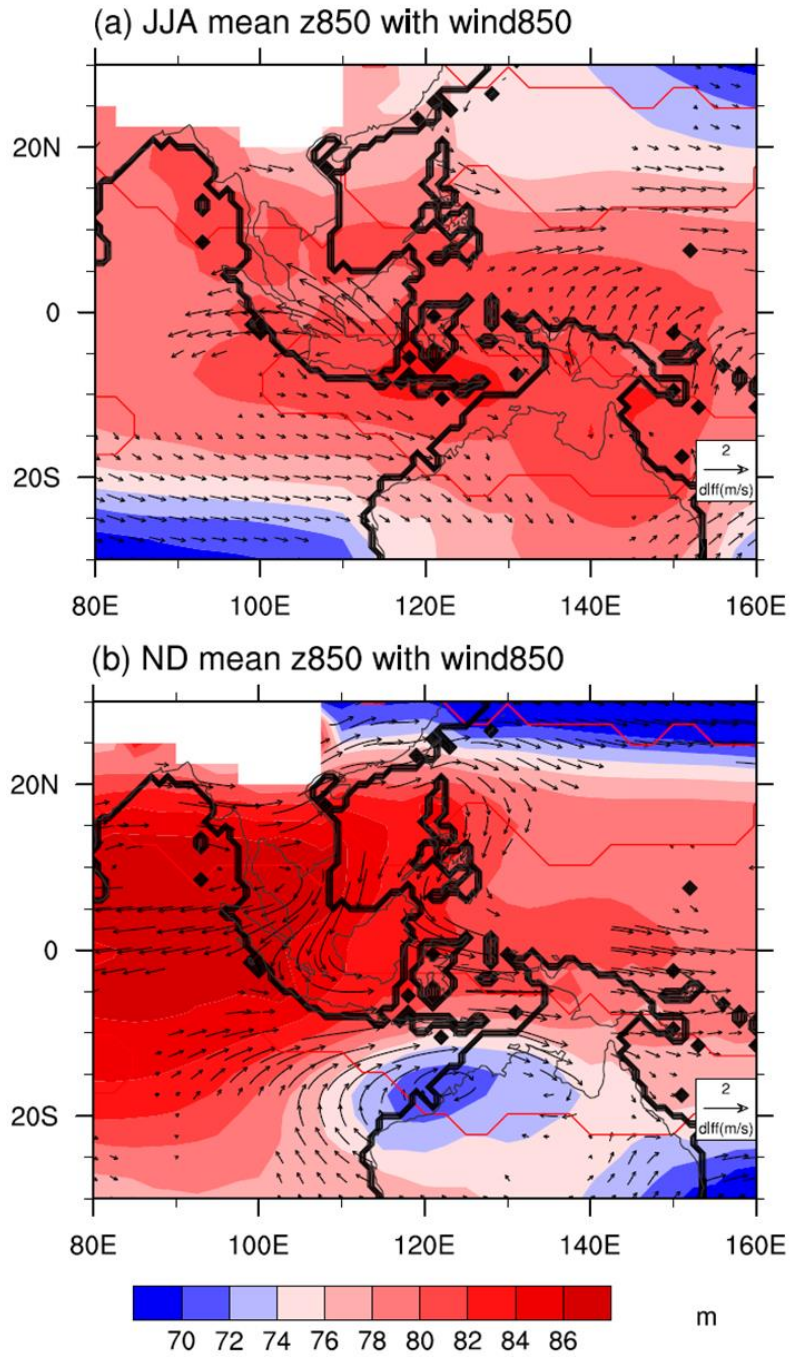 (a) JJA mean z850 with wind850
20N
0
20S
2
dIff(m/s)
80E 100E 120E 140E 160E
(b) ND mean z850 with wind850
20N
0
20S
2
dIff(m/s)
80E 100E 120E 140E 160E
70 72 74 76 78 80 82 84 86
m